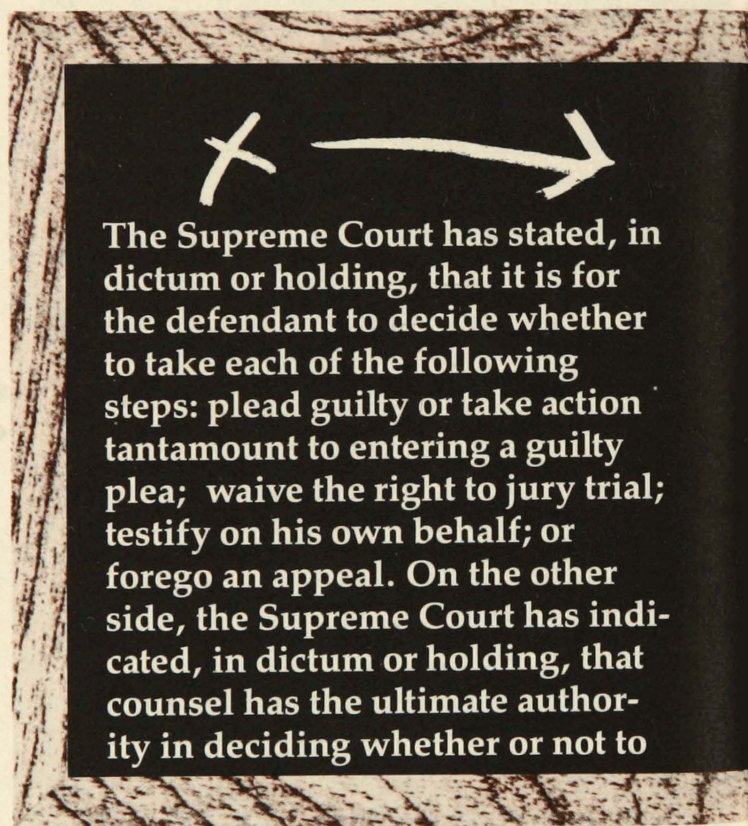 The Supreme Court has stated, in
dictum or holding, that it is for
the defendant to decide whether
to take each of the following
steps: plead guilty or take action
tantamount to entering a guilty
plea; waive the right to jury trial;
testify on his own behalf; or
forego an appeal. On the other
side, the Supreme Court has indi-
cated, in dictum or holding, that
counsel has the ultimate author-
ity in deciding whether or not to